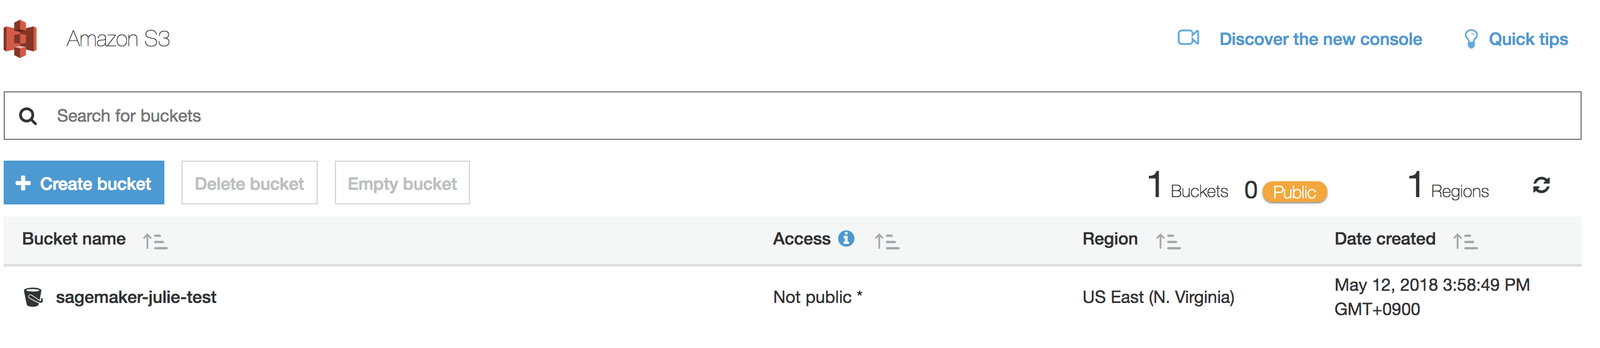 Amazon S3
Discover the new console
Quick tips
Search for buckets
+ Create bucket
Delete bucket
Empty bucket
1 Buckets 0 Public
1 Regions
Bucket name
Access
Region
Date created
sagemaker-julie-test
Not public *
US East (N. Virginia)
May 12, 2018 3:58:49 PM
GMT+0900